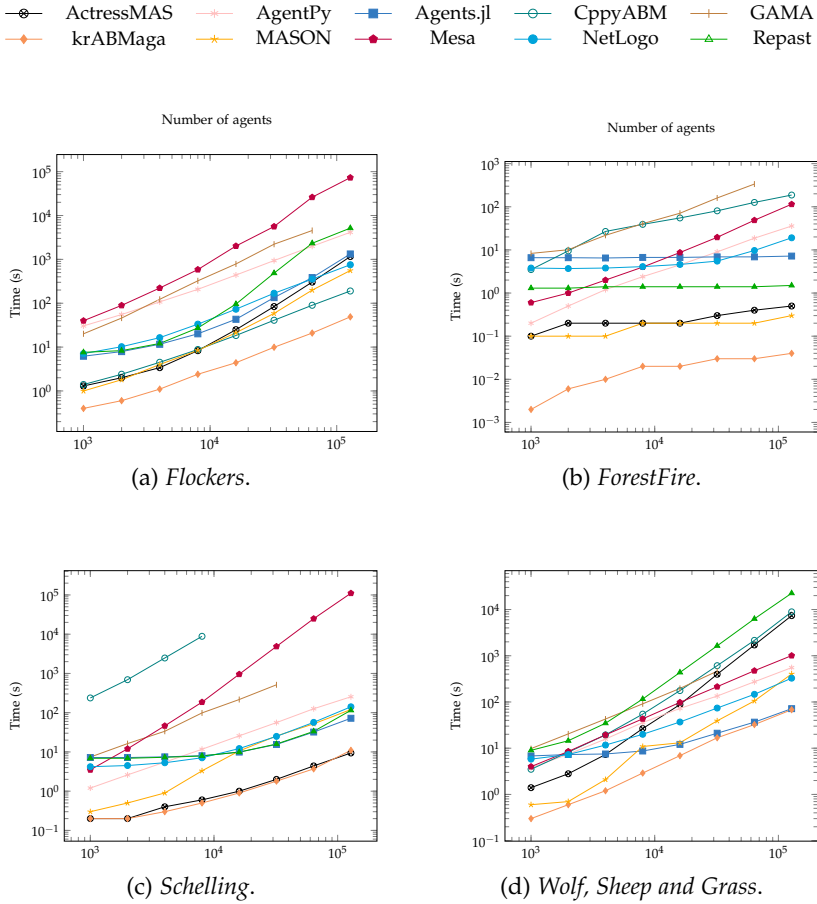 ActressMAS AgentPy Agents.jl CppyABM GAMA
krABMaga MASON Mesa NetLogo Repast
Number of agents
10^5
10^4
10^3
10^2
10^1
10^0
Time (s)
10^3 10^4 10^5
(a) Flockers.
Number of agents
10^3
10^2
10^1
10^0
10^−1
10^−2
10^−3
Time (s)
10^3 10^4 10^5
(b) ForestFire.
10^5
10^4
10^3
10^2
10^1
10^0
10^−1
Time (s)
10^3 10^4 10^5
(c) Schelling.
10^4
10^3
10^2
10^1
10^0
10^−1
Time (s)
10^3 10^4 10^5
(d) Wolf, Sheep and Grass.